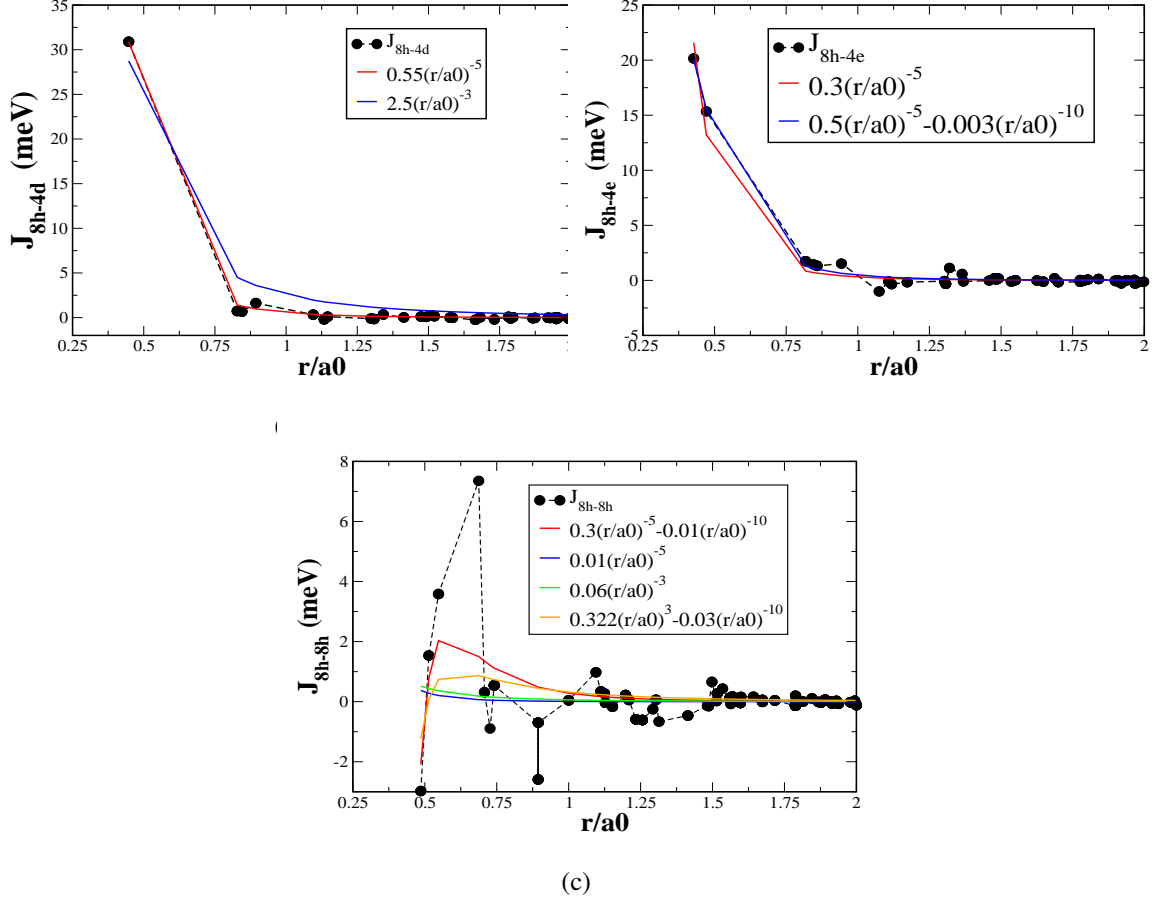 35
30
25
20
15
10
5
0
J8h-4d (meV)
J8h-4d
0.55(r/a0)-5
2.5(r/a0)-3
0.25
0.5
0.75
1
1.25
1.5
1.75
r/a0
25
20
15
10
5
0
-5
J8h-4e (meV)
J8h-4e
0.3(r/a0)-5
0.5(r/a0)-5-0.003(r/a0)-10
0.25
0.5
0.75
1
1.25
1.5
1.75
2
r/a0
8
6
4
2
0
-2
J8h-8h (meV)
J8h-8h
0.3(r/a0)-5-0.01(r/a0)-10
0.01(r/a0)-5
0.06(r/a0)-3
0.322(r/a0)3-0.03(r/a0)-10
0.25
0.5
0.75
1
1.25
1.5
1.75
2
r/a0
(c)